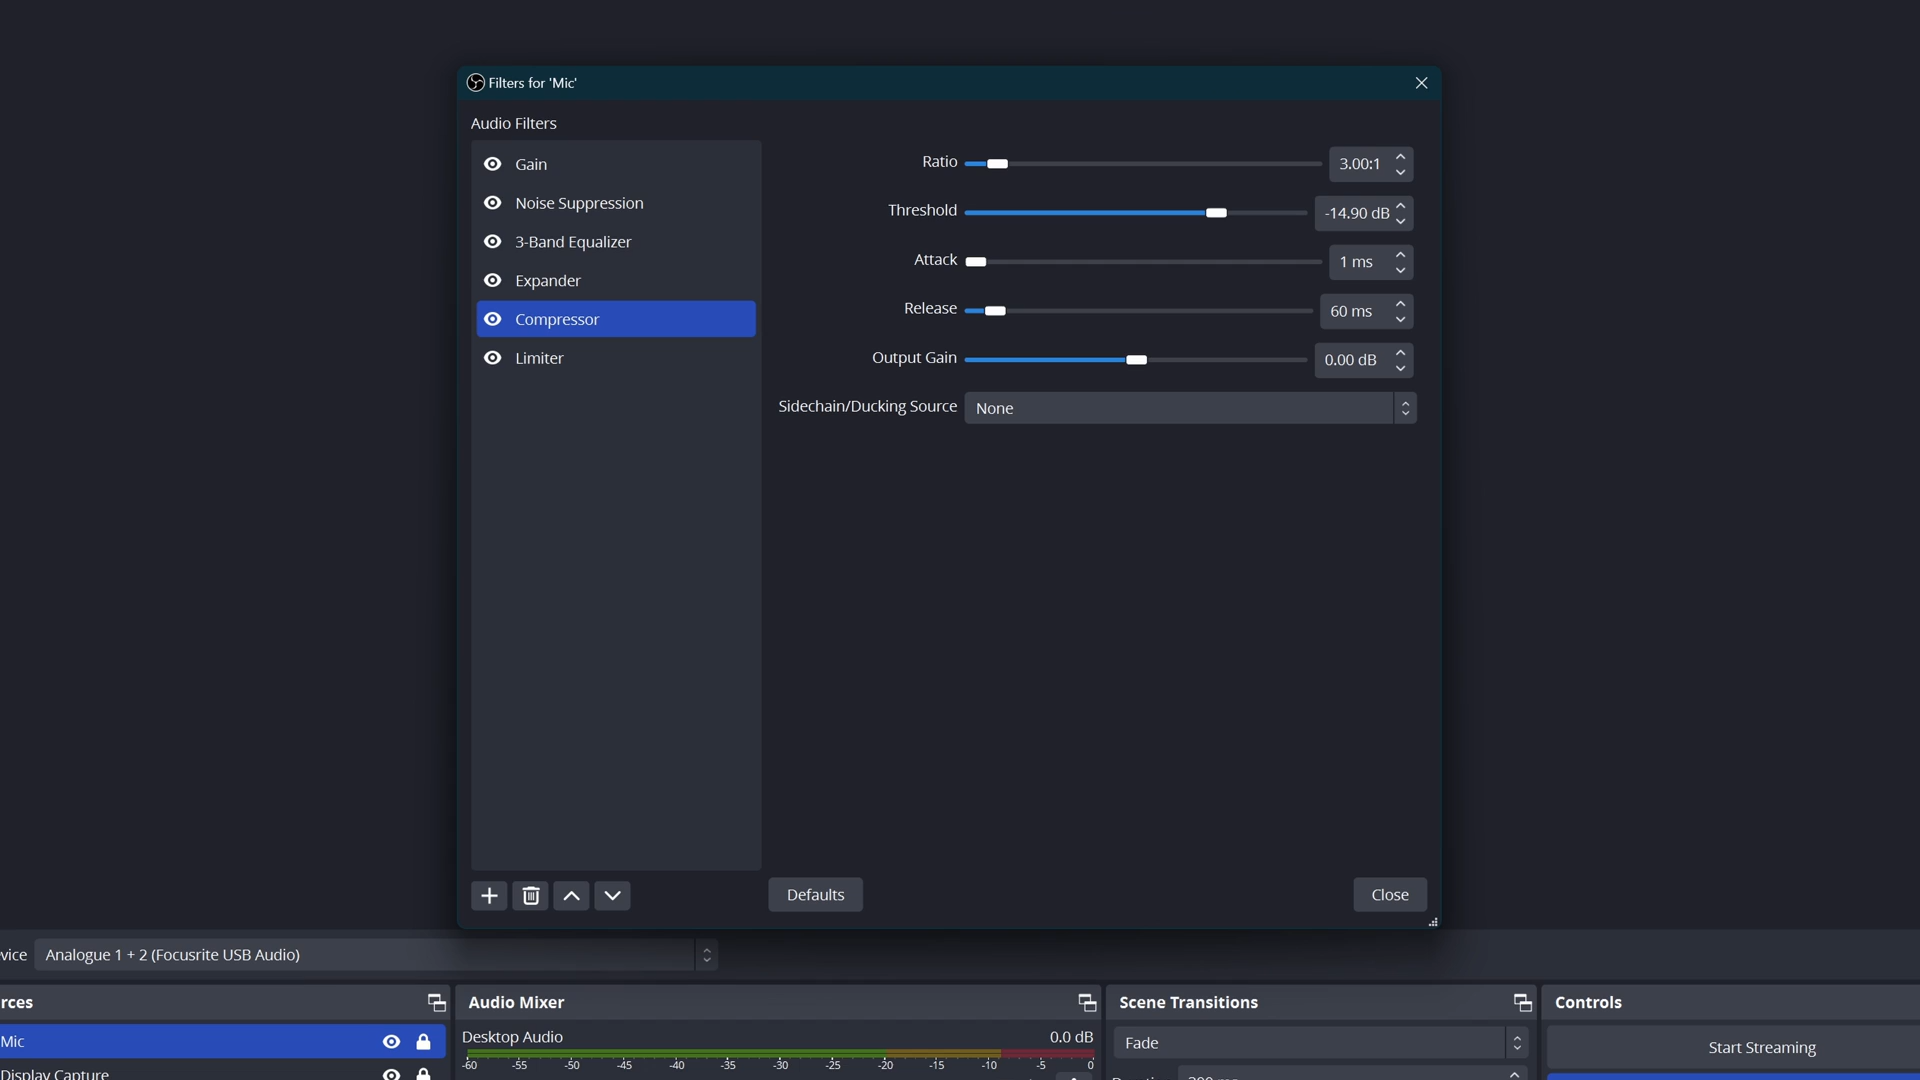 Filters for 'Mic'
Audio Filters
Gain
Noise Suppression
3-Band Equalizer
Expander
Compressor
Limiter
Ratio 3.00:1
Threshold -14.90 dB
Attack 1 ms
Release 60 ms
Output Gain 0.00 dB
Sidechain/Ducking Source None
Defaults
Close
vice Analogue 1 + 2 (Focusrite USB Audio)
rces
Mic
Display Capture
Audio Mixer
Desktop Audio 0.0 dB
-60 -55 -50 -45 -40 -35 -30 -25 -20 -15 -10 -5 0
Scene Transitions
Fade
Controls
Start Streaming